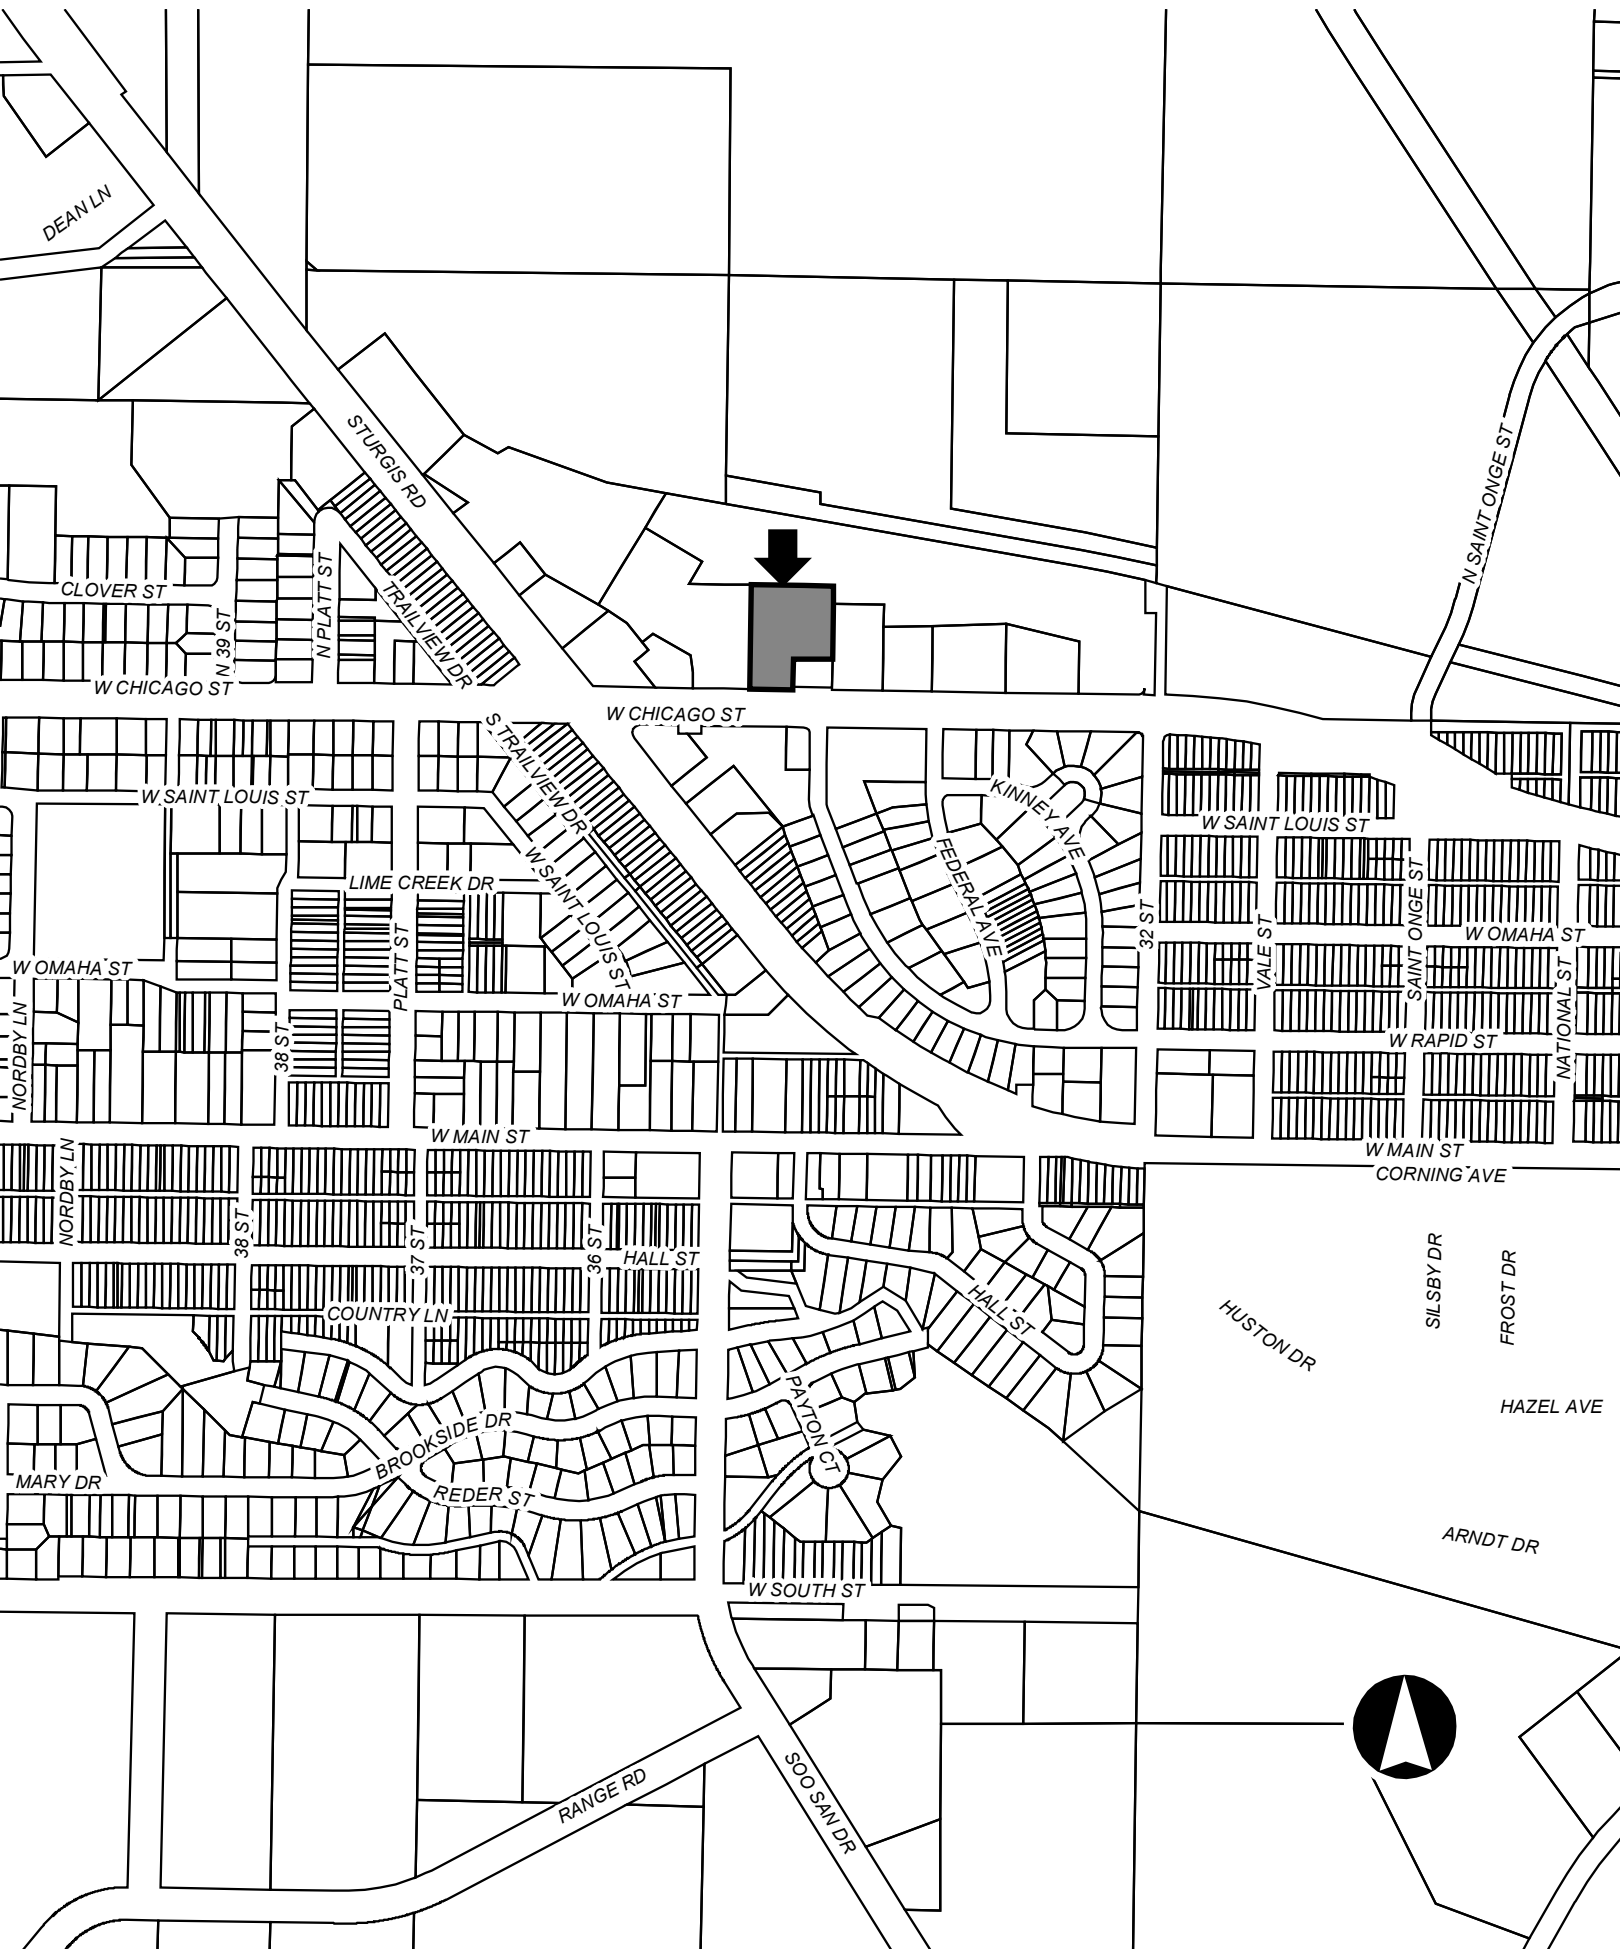 DEAN LN
STURGIS RD
N SAINT ONGE ST
CLOVER ST
N PLATT ST
TRAILVIEW DR
N 39 ST
W CHICAGO ST
W CHICAGO ST
S TRAILVIEW DR
W SAINT LOUIS ST
KINNEY AVE
W SAINT LOUIS ST
FEDERAL AVE
LIME CREEK DR
W SAINT LOUIS ST
32 ST
VALE ST
SAINT ONGE ST
W OMAHA ST
W OMAHA ST
PLATT ST
W OMAHA ST
NATIONAL ST
NORDBY LN
38 ST
W RAPID ST
W MAIN ST
W MAIN ST
CORNING AVE
NORDBY LN
38 ST
37 ST
36 ST
HALL ST
SILSBY DR
FROST DR
COUNTRY LN
HALL ST
HUSTON DR
PAYTON CT
HAZEL AVE
BROOKSIDE DR
MARY DR
REDER ST
ARNDT DR
W SOUTH ST
RANGE RD
SOO SAN DR